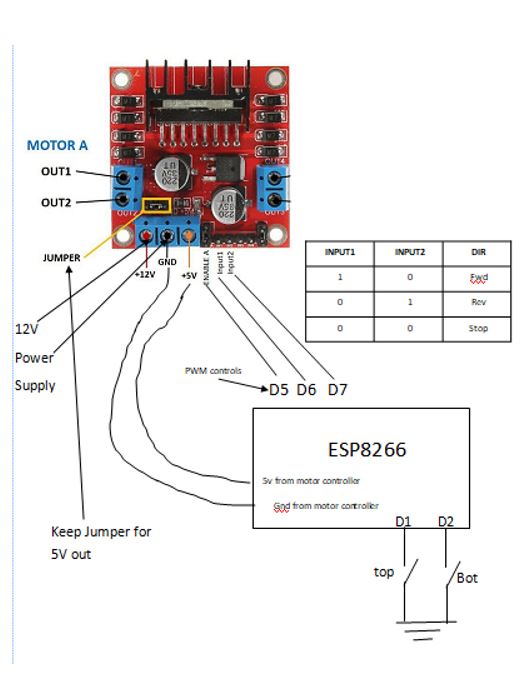 MOTOR A
OUT1
OUT2
220
35V
UT
220
35V
UT
OUT2
JUMPER
+12V
GND
+5V
ENABLE A
Input1
Input2
INPUT1 INPUT2 DIR
1 0 Fwd
0 1 Rev
0 0 Stop
12V
Power
Supply
PWM controls
D5 D6 D7
ESP8266
5v from motor controller
Gnd from motor controller
D1 D2
Keep Jumper for
5V out
top
Bot